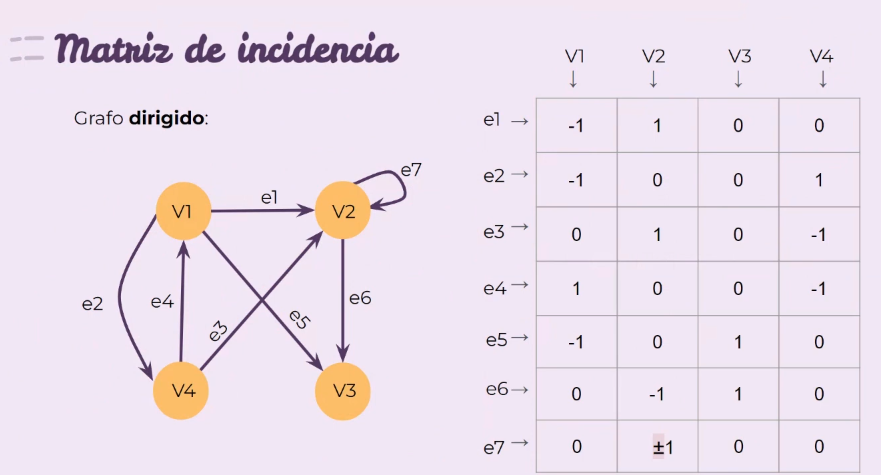 Matriz de incidencia
Grafo dirigido:
V1
V2
V3
V4
e1
e2
e3
e4
e5
e6
e7
V1 V2 V3 V4
↓ ↓ ↓ ↓
e1 → -1 1 0 0
e2 → -1 0 0 1
e3 → 0 1 0 -1
e4 → 1 0 0 -1
e5 → -1 0 1 0
e6 → 0 -1 1 0
e7 → 0 ±1 0 0